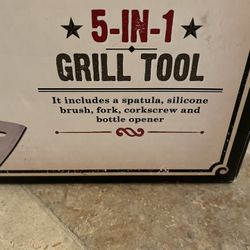 5-IN-1
GRILL TOOL
It includes a spatula, silicone
brush, fork, corkscrew and
bottle opener